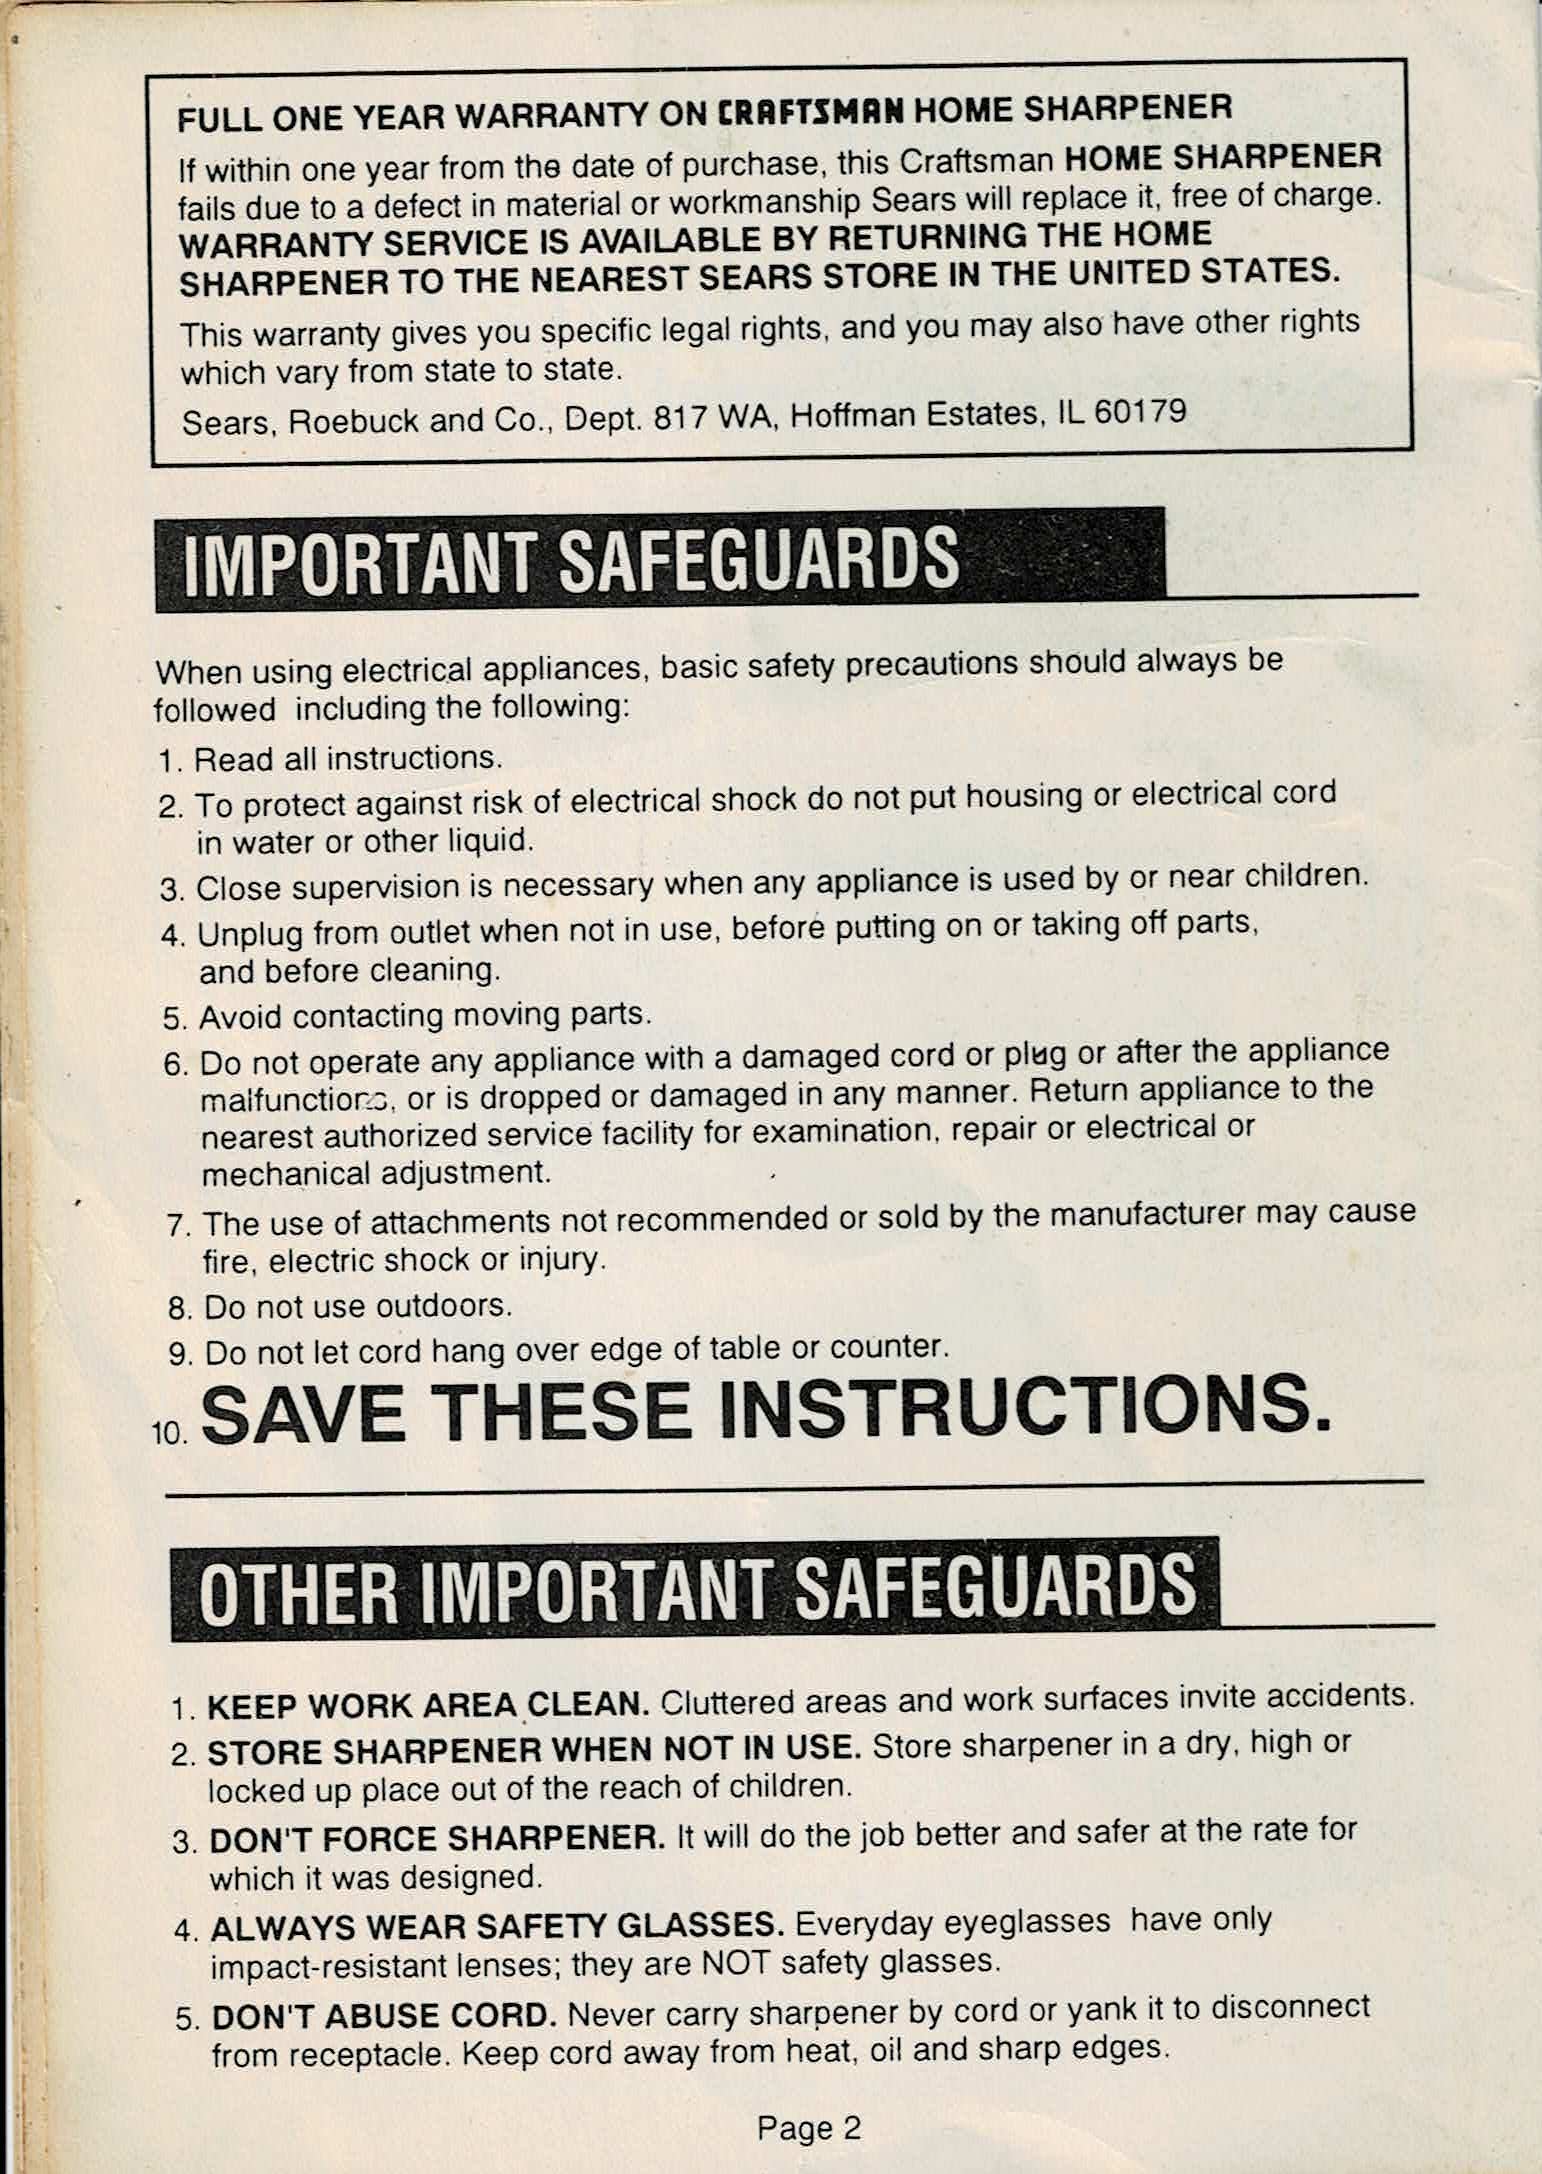 FULL ONE YEAR WARRANTY ON CRAFTSMAN HOME SHARPENER
If within one year from the date of purchase, this Craftsman HOME SHARPENER
fails due to a defect in material or workmanship Sears will replace it, free of charge.
WARRANTY SERVICE IS AVAILABLE BY RETURNING THE HOME
SHARPENER TO THE NEAREST SEARS STORE IN THE UNITED STATES.
This warranty gives you specific legal rights, and you may also have other rights
which vary from state to state.
Sears, Roebuck and Co., Dept. 817 WA, Hoffman Estates, IL 60179
IMPORTANT SAFEGUARDS
When using electrical appliances, basic safety precautions should always be
followed including the following:
1. Read all instructions.
2. To protect against risk of electrical shock do not put housing or electrical cord
in water or other liquid.
3. Close supervision is necessary when any appliance is used by or near children.
4. Unplug from outlet when not in use, before putting on or taking off parts,
and before cleaning.
5. Avoid contacting moving parts.
6. Do not operate any appliance with a damaged cord or plug or after the appliance
malfunctions, or is dropped or damaged in any manner. Return appliance to the
nearest authorized service facility for examination, repair or electrical or
mechanical adjustment.
7. The use of attachments not recommended or sold by the manufacturer may cause
fire, electric shock or injury.
8. Do not use outdoors.
9. Do not let cord hang over edge of table or counter.
10. SAVE THESE INSTRUCTIONS.
OTHER IMPORTANT SAFEGUARDS
1. KEEP WORK AREA CLEAN. Cluttered areas and work surfaces invite accidents.
2. STORE SHARPENER WHEN NOT IN USE. Store sharpener in a dry, high or
locked up place out of the reach of children.
3. DON'T FORCE SHARPENER. It will do the job better and safer at the rate for
which it was designed.
4. ALWAYS WEAR SAFETY GLASSES. Everyday eyeglasses have only
impact-resistant lenses; they are NOT safety glasses.
5. DON'T ABUSE CORD. Never carry sharpener by cord or yank it to disconnect
from receptacle. Keep cord away from heat, oil and sharp edges.
Page 2